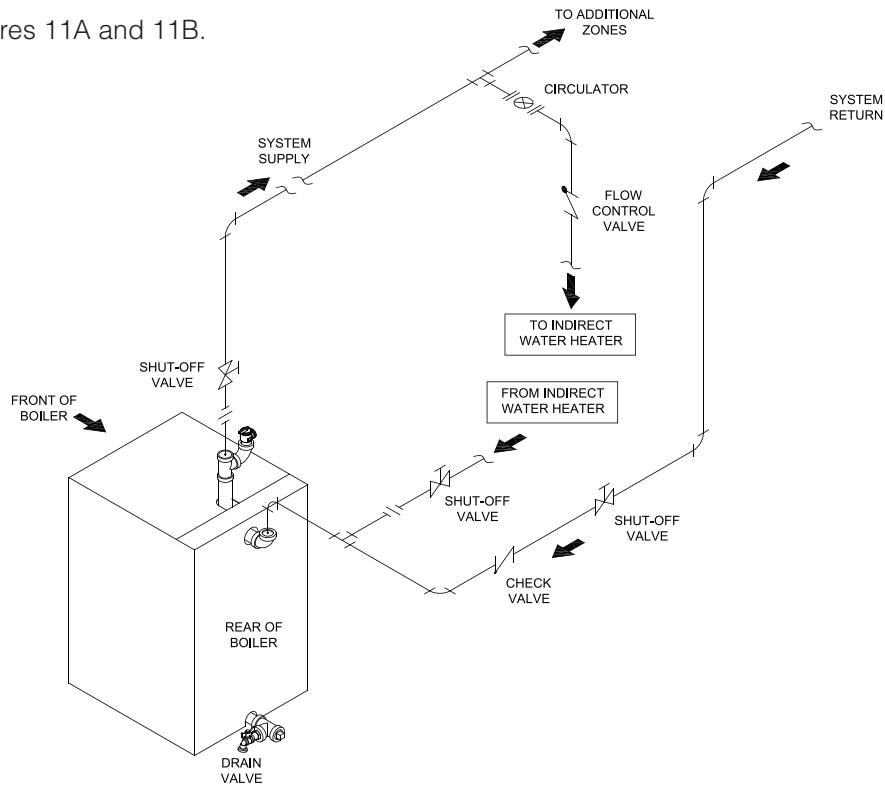 res 11A and 11B.
TO ADDITIONAL
ZONES
CIRCULATOR
SYSTEM
RETURN
SYSTEM
SUPPLY
FLOW
CONTROL
VALVE
TO INDIRECT
WATER HEATER
SHUT-OFF
VALVE
FROM INDIRECT
WATER HEATER
FRONT OF
BOILER
SHUT-OFF
VALVE
SHUT-OFF
VALVE
CHECK
VALVE
REAR OF
BOILER
DRAIN
VALVE